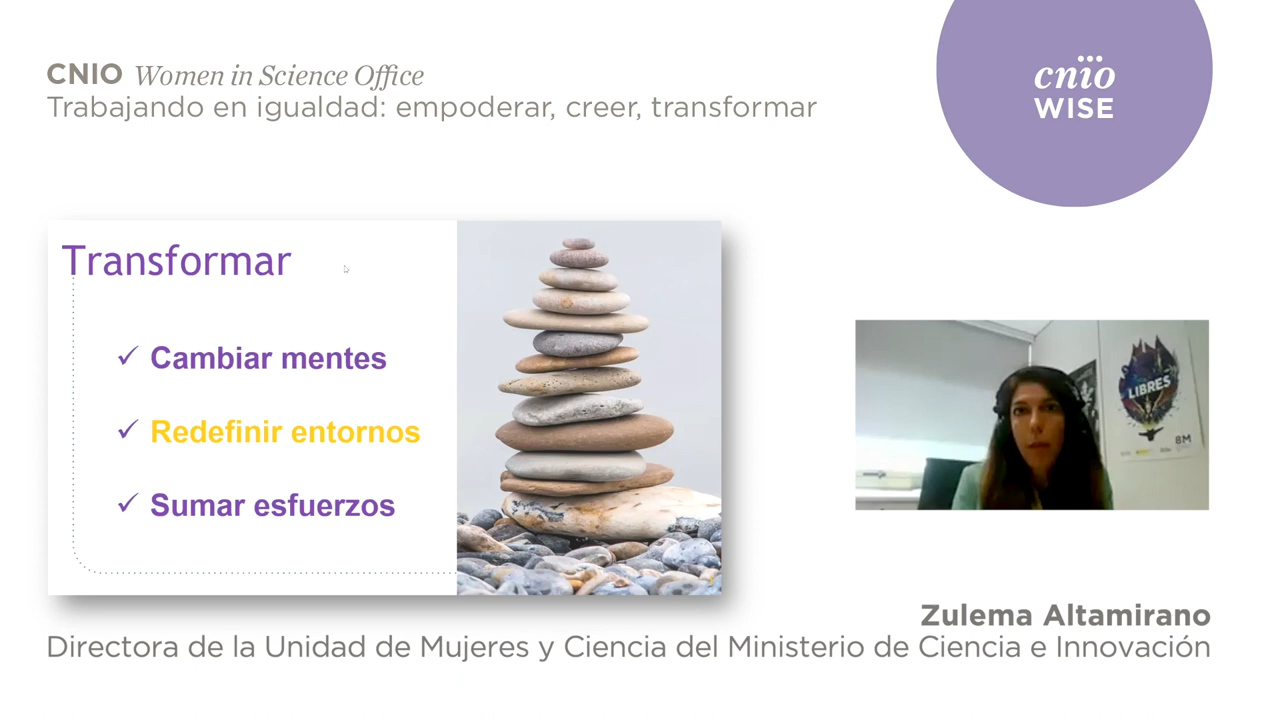 CNIO Women in Science Office
Trabajando en igualdad: empoderar, creer, transformar
cnio
WISE
Transformar
✓ Cambiar mentes
✓ Redefinir entornos
✓ Sumar esfuerzos
LIBRES
8M
Zulema Altamirano
Directora de la Unidad de Mujeres y Ciencia del Ministerio de Ciencia e Innovación